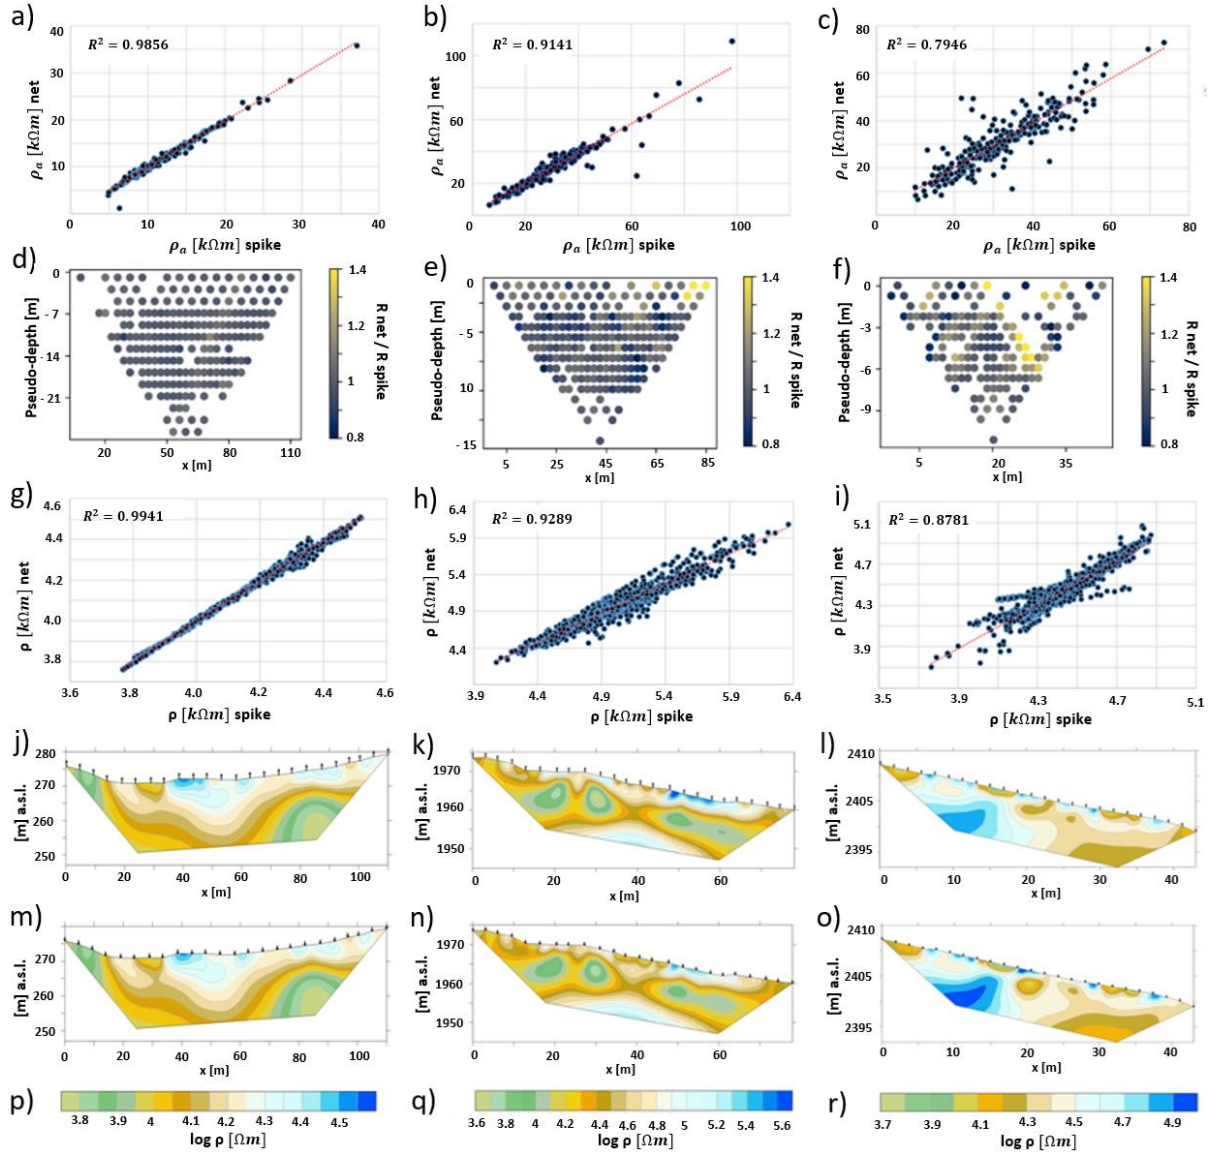 a)
R² = 0.9856
ρₐ [kΩm] net
40
30
20
10
0 10 20 30 40
ρₐ [kΩm] spike
b)
R² = 0.9141
ρₐ [kΩm] net
100
60
20
0 20 60 100
ρₐ [kΩm] spike
c)
R² = 0.7946
ρₐ [kΩm] net
80
60
40
20
0 20 40 60 80
ρₐ [kΩm] spike
d)
Pseudo-depth [m]
0
-7
-14
-21
20 50 80 110
x [m]
1.4
1.2
1
0.8
R net / R spike
e)
Pseudo-depth [m]
0
-5
10
-15
5 25 45 65 85
x [m]
1.4
1.2
1
0.8
R net / R spike
f)
Pseudo-depth [m]
0
-3
-6
-9
5 20 35
x [m]
1.4
1.2
1
0.8
R net / R spike
g)
R² = 0.9941
ρ [kΩm] net
4.6
4.4
4.2
4.0
3.8
3.6 3.8 4.0 4.2 4.4 4.6
ρ [kΩm] spike
h)
R² = 0.9289
ρ [kΩm] net
6.4
5.9
5.4
4.9
4.4
3.9 4.4 4.9 5.4 5.9 6.4
ρ [kΩm] spike
i)
R² = 0.8781
ρ [kΩm] net
5.1
4.7
4.3
3.9
3.5 3.9 4.3 4.7 5.1
ρ [kΩm] spike
j)
[m] a.s.l.
280
270
260
250
0 20 40 60 80 100
x [m]
k)
[m] a.s.l.
1970
1960
1950
0 20 40 60
x [m]
l)
[m] a.s.l.
2410
2405
2395
0 10 20 30 40
x [m]
m)
[m] a.s.l.
280
270
260
250
0 20 40 60 80 100
x [m]
n)
[m] a.s.l.
1970
1960
1950
0 20 40 60
x [m]
o)
[m] a.s.l.
2410
2405
2395
0 10 20 30 40
x [m]
p)
3.8 3.9 4 4.1 4.2 4.3 4.4 4.5
log ρ [Ωm]
q)
3.6 3.8 4 4.2 4.4 4.6 4.8 5 5.2 5.4 5.6
log ρ [Ωm]
r)
3.7 3.9 4.1 4.3 4.5 4.7 4.9
log ρ [Ωm]